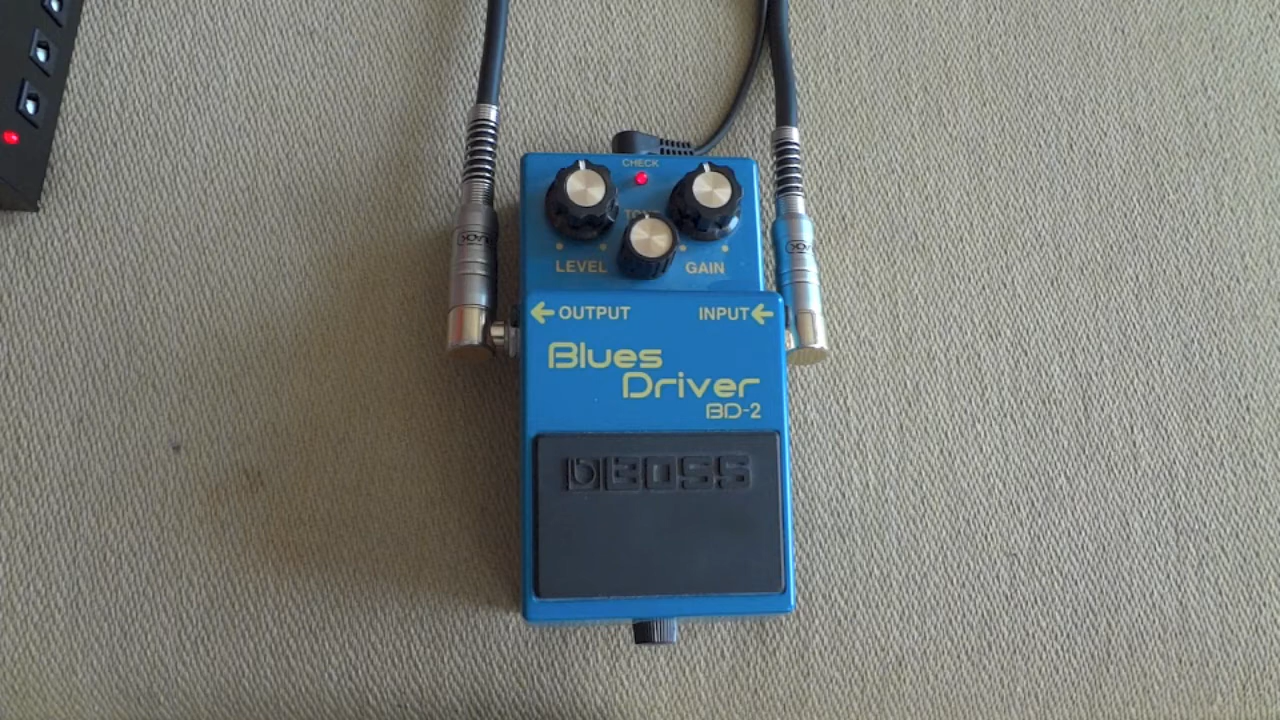 CHECK
LEVEL
GAIN
OUTPUT
INPUT
Blues
Driver
BD-2
BOSS